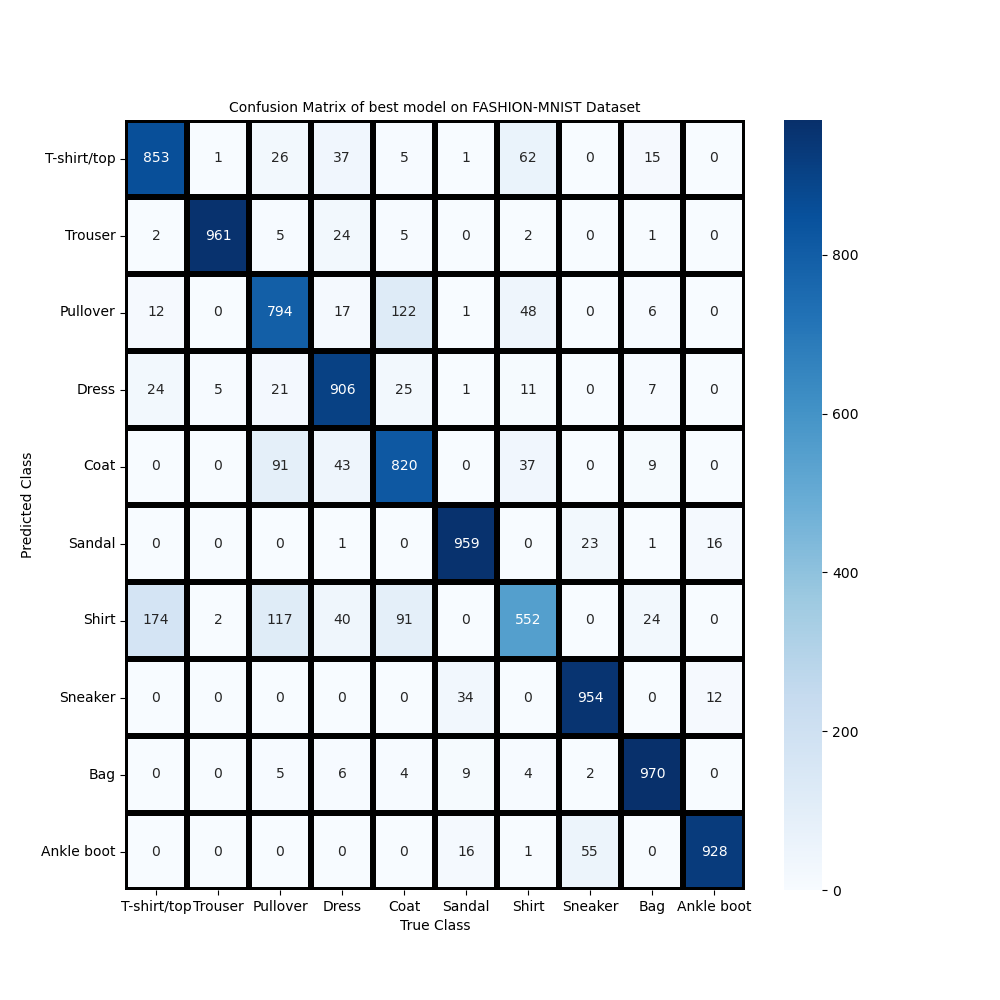 Confusion Matrix of best model on FASHION-MNIST Dataset
T-shirt/top 853 1 26 37 5 1 62 0 15 0
Trouser 2 961 5 24 5 0 2 0 1 0
Pullover 12 0 794 17 122 1 48 0 6 0
Dress 24 5 21 906 25 1 11 0 7 0
Coat 0 0 91 43 820 0 37 0 9 0
Sandal 0 0 0 1 0 959 0 23 1 16
Shirt 174 2 117 40 91 0 552 0 24 0
Sneaker 0 0 0 0 0 34 0 954 0 12
Bag 0 0 5 6 4 9 4 2 970 0
Ankle boot 0 0 0 0 0 16 1 55 0 928
T-shirt/top Trouser Pullover Dress Coat Sandal Shirt Sneaker Bag Ankle boot
True Class
Predicted Class
800
600
400
200
0